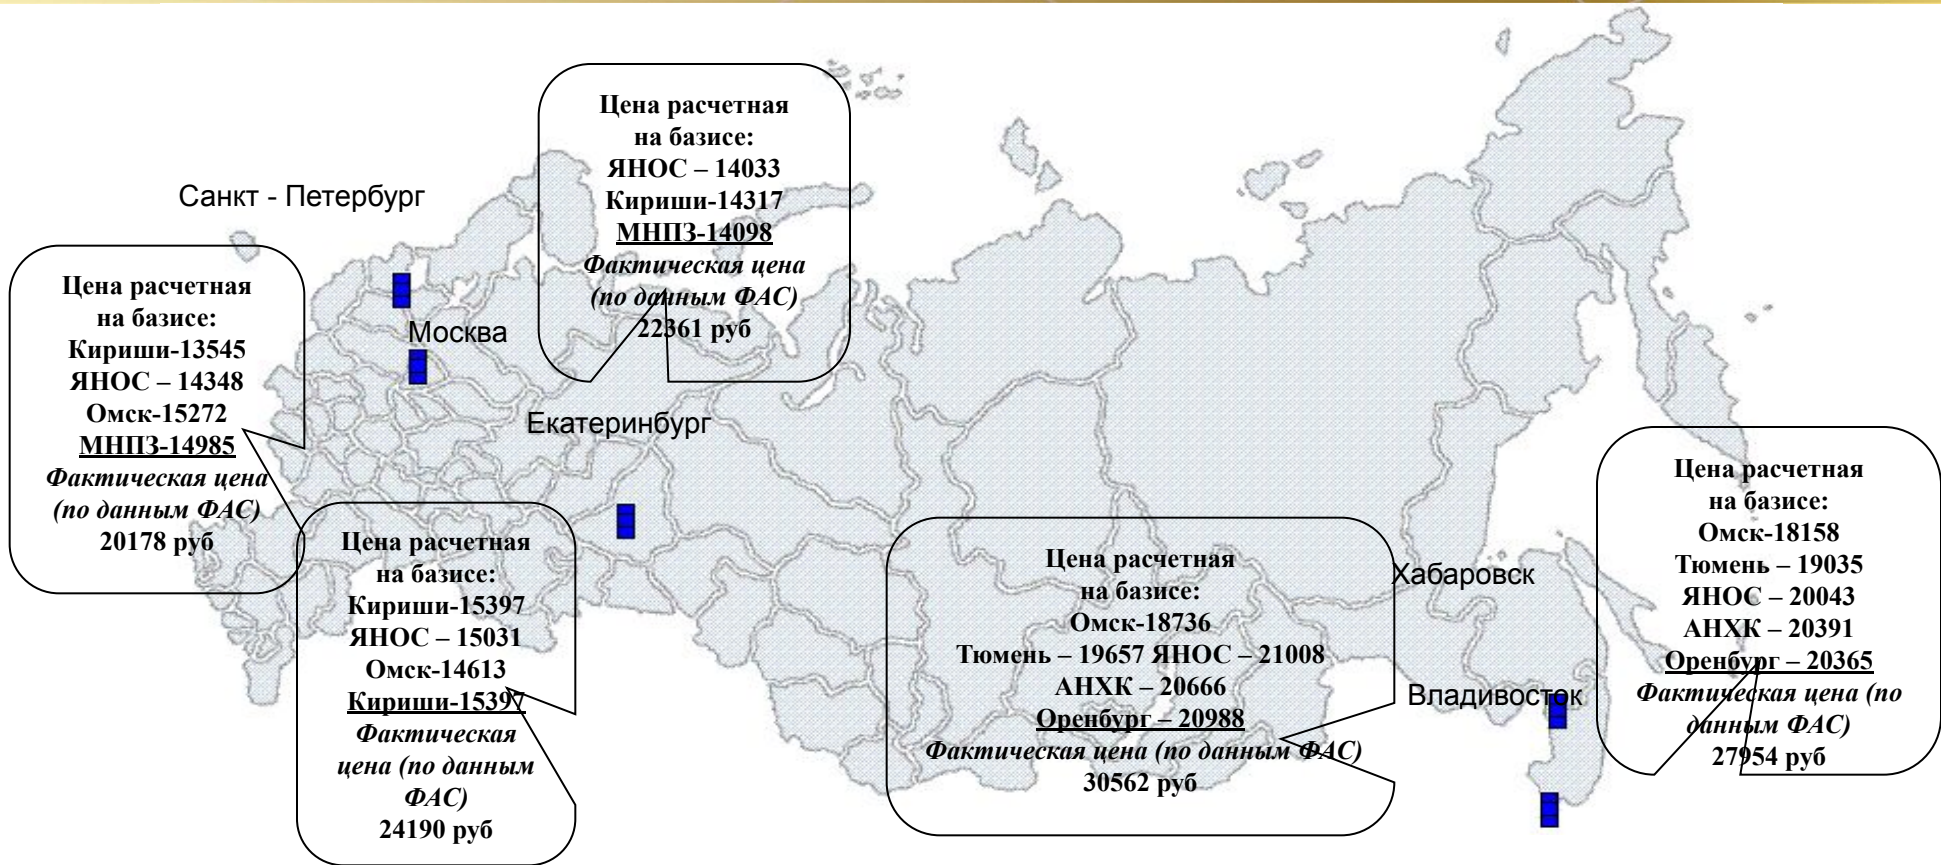 Санкт - Петербург
Цена расчетная
на базисе:
ЯНОС – 14033
Кириши-14317
МНПЗ-14098
Фактическая цена
(по данным ФАС)
22361 руб
Цена расчетная
на базисе:
Кириши-13545
ЯНОС – 14348
Омск-15272
МНПЗ-14985
Фактическая цена
(по данным ФАС)
20178 руб
Москва
Екатеринбург
Цена расчетная
на базисе:
Кириши-15397
ЯНОС – 15031
Омск-14613
Кириши-15397
Фактическая
цена (по данным
ФАС)
24190 руб
Цена расчетная
на базисе:
Омск-18736
Тюмень – 19657 ЯНОС – 21008
АНХК – 20666
Оренбург – 20988
Фактическая цена (по данным ФАС)
30562 руб
Хабаровск
Владивосток
Цена расчетная
на базисе:
Омск-18158
Тюмень – 19035
ЯНОС – 20043
АНХК – 20391
Оренбург – 20365
Фактическая цена (по
данным ФАС)
27954 руб